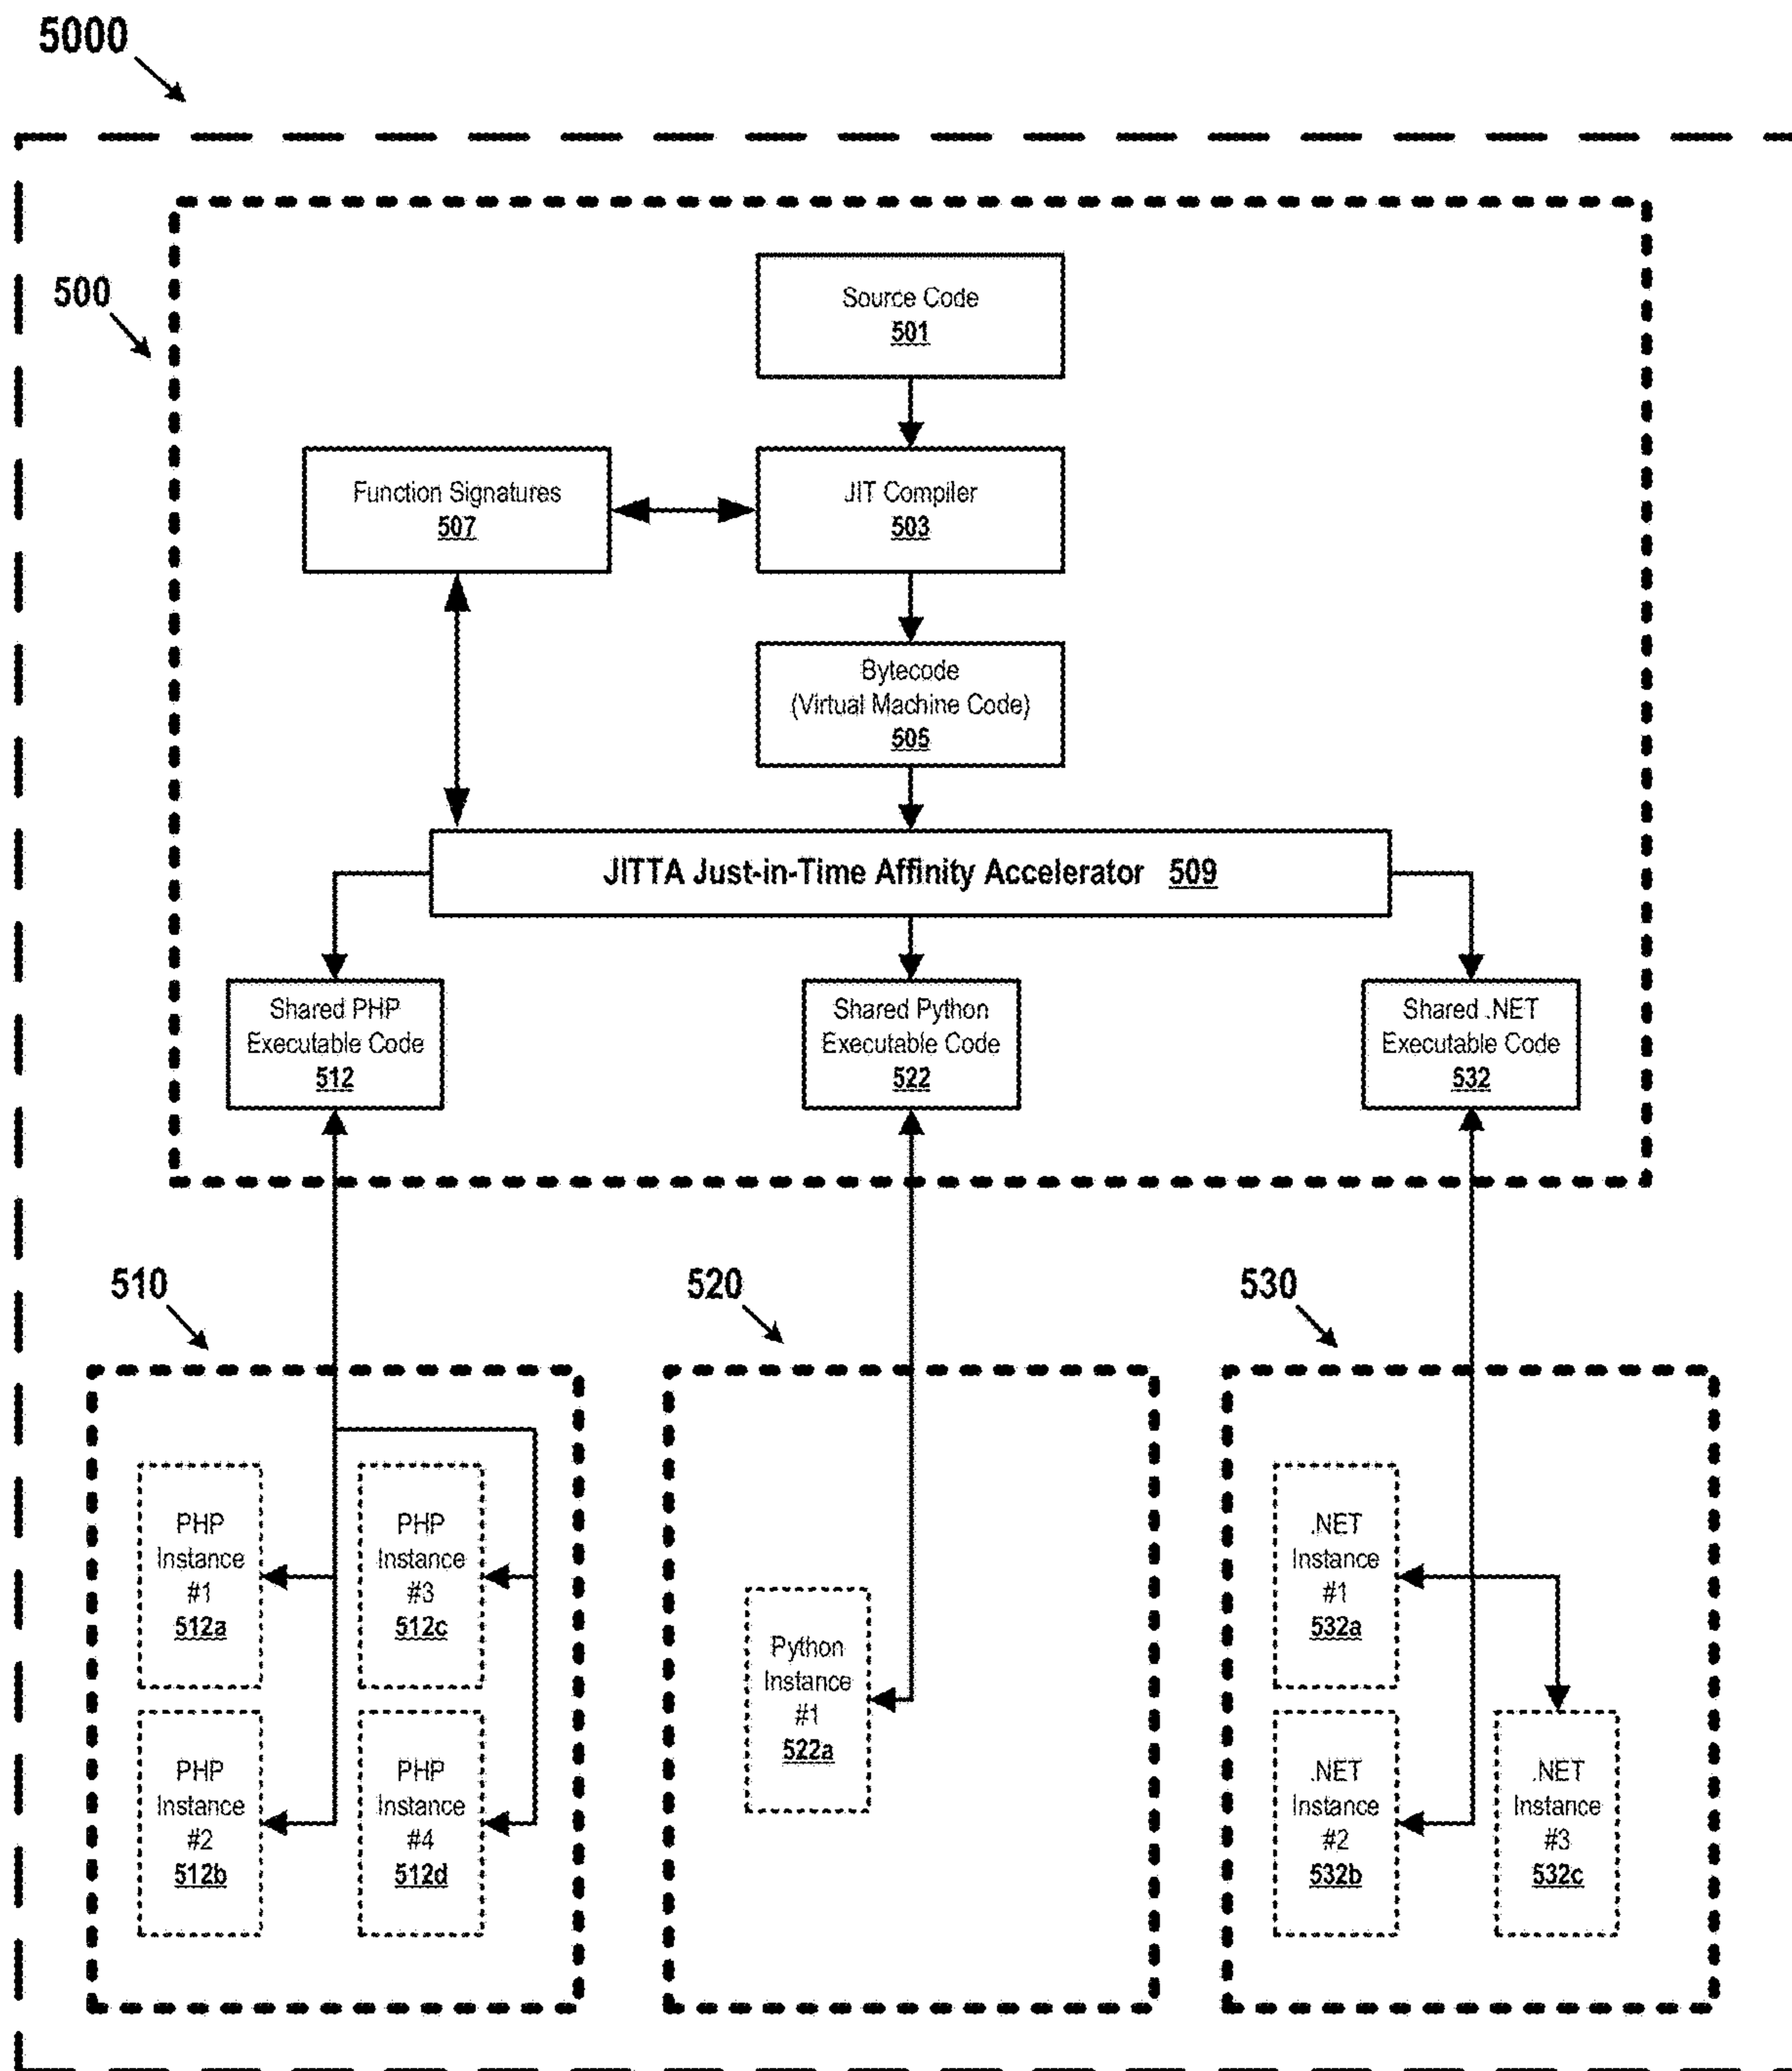 5000
500
Source Code
501
Function Signatures
507
JIT Compiler
503
Bytecode
(Virtual Machine Code)
505
JITTA Just-in-Time Affinity Accelerator 509
Shared PHP
Executable Code
512
Shared Python
Executable Code
522
Shared .NET
Executable Code
532
510
520
530
PHP
Instance
#1
512a
PHP
Instance
#3
512c
PHP
Instance
#2
512b
PHP
Instance
#4
512d
Python
Instance
#1
522a
.NET
Instance
#1
532a
.NET
Instance
#2
532b
.NET
Instance
#3
532c